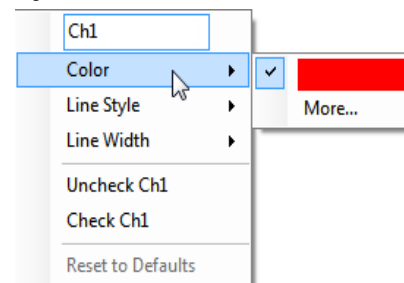 Ch1
Color
Line Style
More...
Line Width
Uncheck Ch1
Check Ch1
Reset to Defaults